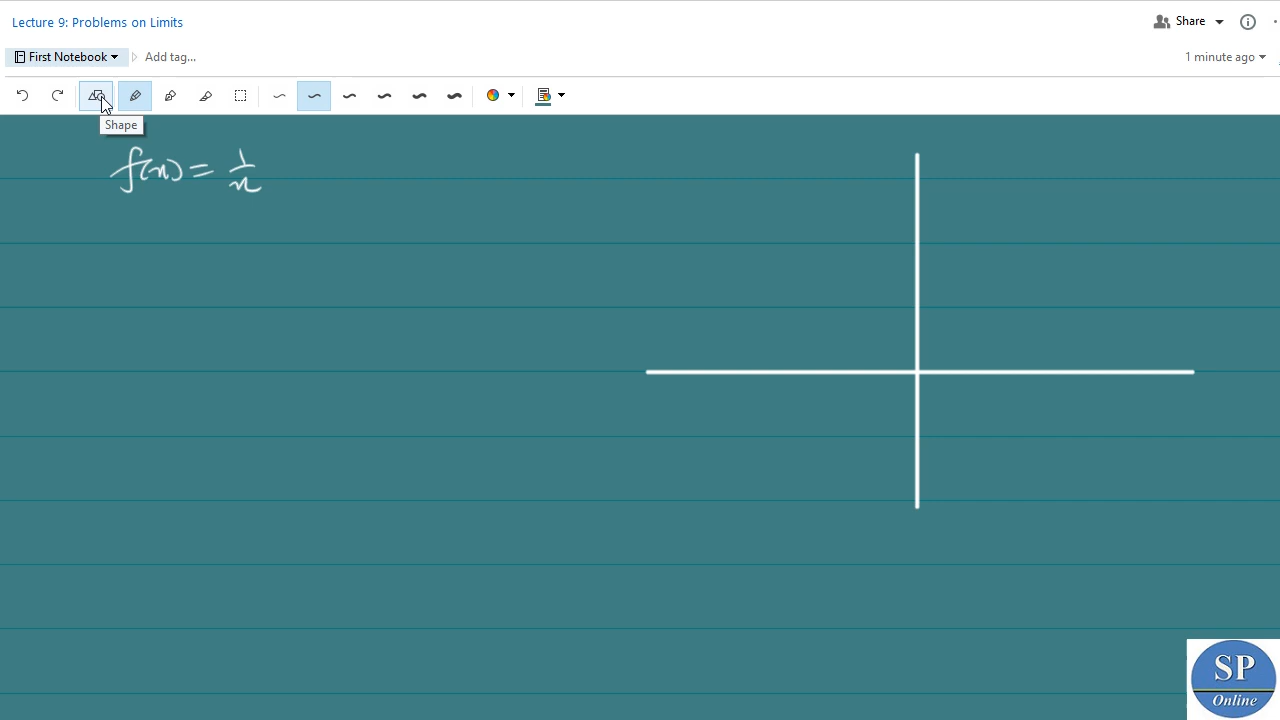 Lecture 9: Problems on Limits
Share
First Notebook
Add tag...
1 minute ago
Shape
f(x) = 1/x
SP
Online